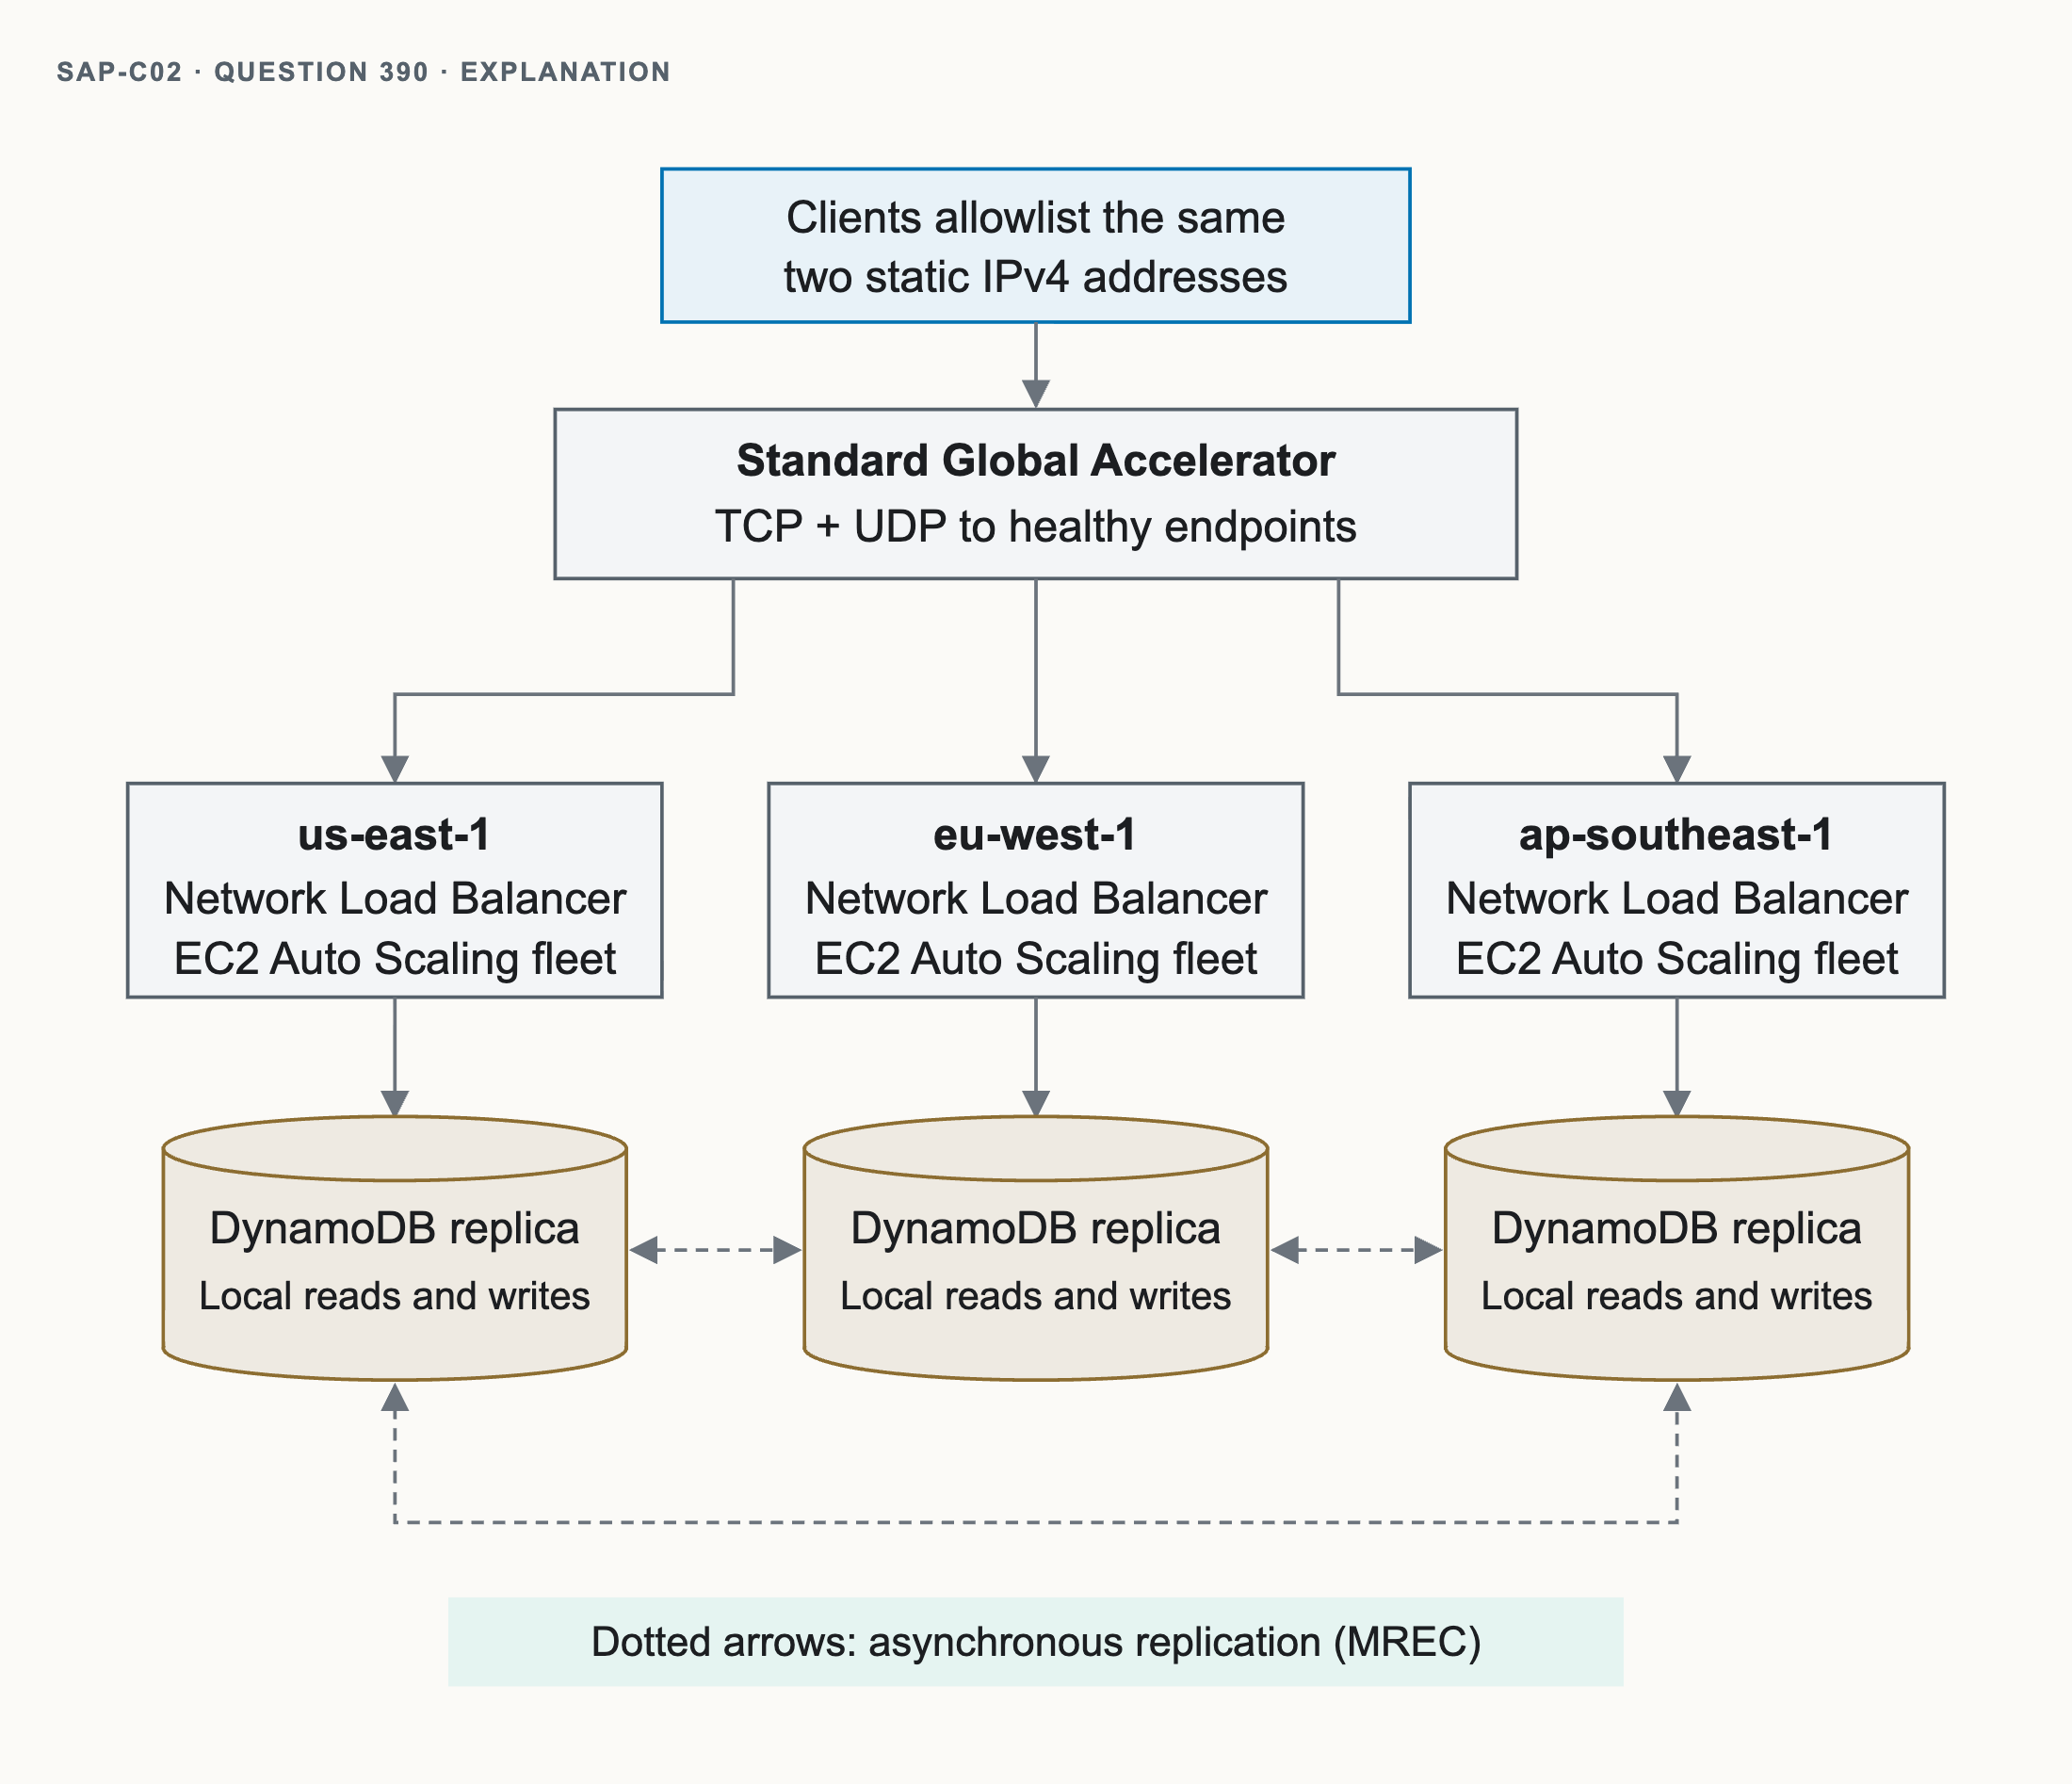 SAP-C02 · QUESTION 390 · EXPLANATION
Clients allowlist the same
two static IPv4 addresses
Standard Global Accelerator
TCP + UDP to healthy endpoints
us-east-1
Network Load Balancer
EC2 Auto Scaling fleet
eu-west-1
Network Load Balancer
EC2 Auto Scaling fleet
ap-southeast-1
Network Load Balancer
EC2 Auto Scaling fleet
DynamoDB replica
Local reads and writes
DynamoDB replica
Local reads and writes
DynamoDB replica
Local reads and writes
Dotted arrows: asynchronous replication (MREC)